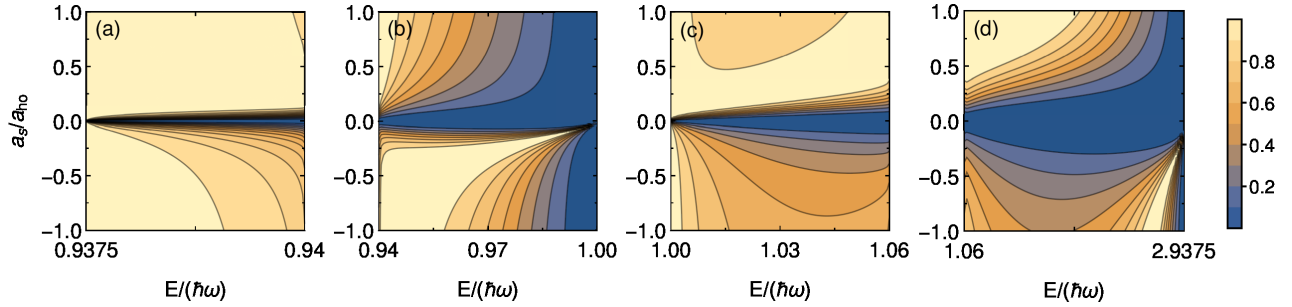 (a) (b) (c) (d)
1.0 1.0 1.0 1.0
0.5 0.5 0.5 0.5 0.8
a_s/a_ho 0.0 0.0 0.0 0.0 0.6
0.4
−0.5 −0.5 −0.5 −0.5 0.2
−1.0 −1.0 −1.0 −1.0
0.9375 0.94 0.94 0.97 1.00 1.00 1.03 1.06 1.06 2.9375
E/(ħω) E/(ħω) E/(ħω) E/(ħω)